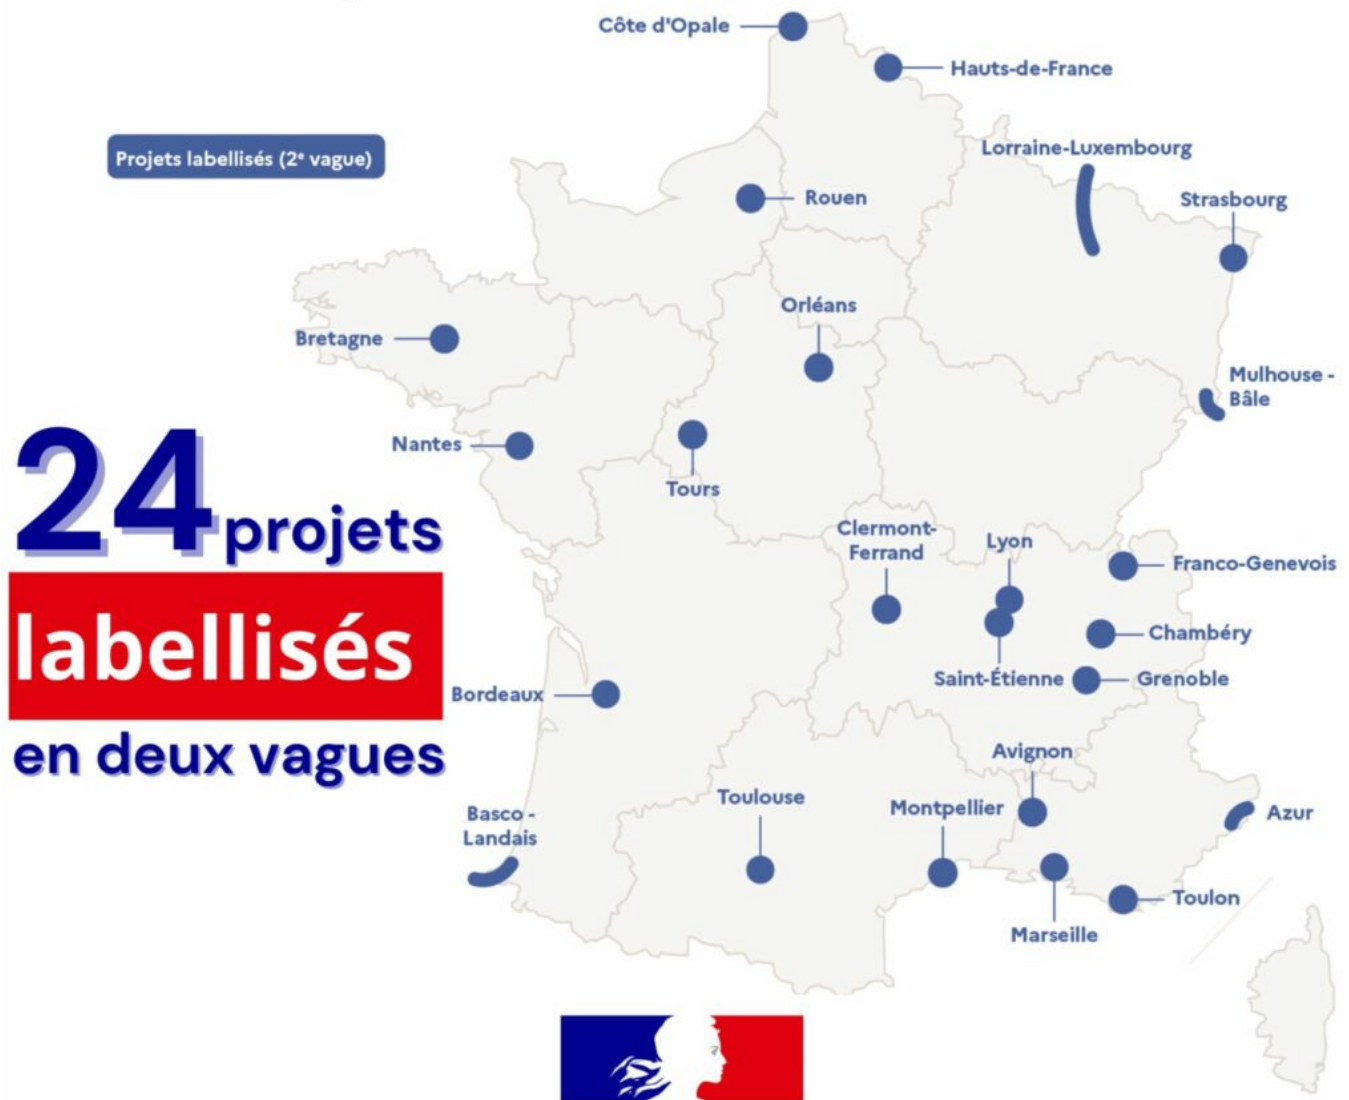 Côte d'Opale
Hauts-de-France
Projets labellisés (2e vague)
Lorraine-Luxembourg
Rouen
Strasbourg
Orléans
Bretagne
Mulhouse -
Bâle
Nantes
Tours
24 projets
labellisés
en deux vagues
Clermont-
Ferrand
Lyon
Franco-Genevois
Chambéry
Saint-Étienne
Grenoble
Bordeaux
Avignon
Toulouse
Montpellier
Basco -
Landais
Azur
Toulon
Marseille